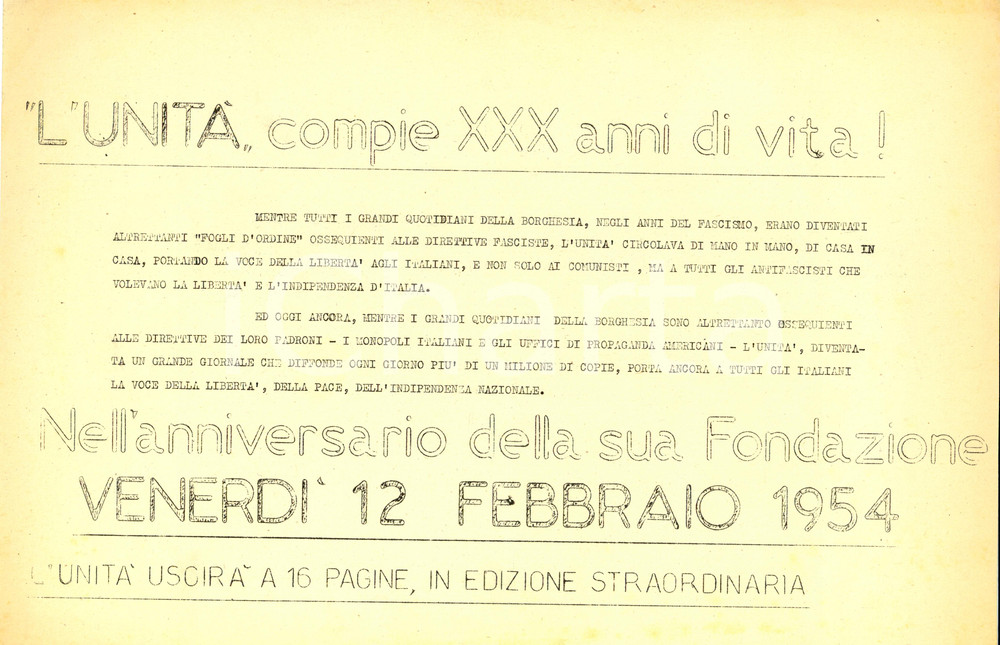 "L'UNITÀ„ compie XXX anni di vita !
MENTRE TUTTI I GRANDI QUOTIDIANI DELLA BORGHESIA, NEGLI ANNI DEL FASCISMO, ERANO DIVENTATI
ALTRETTANTI "FOGLI D'ORDINE" OSSEQUIENTI ALLE DIRETTIVE FASCISTE, L'UNITA' CIRCOLAVA DI MANO IN MANO, DI CASA IN
CASA, PORTANDO LA VOCE DELLA LIBERTA' AGLI ITALIANI, E NON SOLO AI COMUNISTI , MA A TUTTI GLI ANTIFASCISTI CHE
VOLEVANO LA LIBERTA' E L'INDIPENDENZA D'ITALIA.
ED OGGI ANCORA, MENTRE I GRANDI QUOTIDIANI DELLA BORGHESIA SONO ALTRETTANTO OSSEQUIENTI
ALLE DIRETTIVE DEI LORO PADRONI - I MONOPOLI ITALIANI E GLI UFFICI DI PROPAGANDA AMERICANI - L'UNITA', DIVENTA-
TA UN GRANDE GIORNALE CHE DIFFONDE OGNI GIORNO PIU' DI UN MILIONE DI COPIE, PORTA ANCORA A TUTTI GLI ITALIANI
LA VOCE DELLA LIBERTA', DELLA PACE, DELL'INDIPENDENZA NAZIONALE.
Nell'anniversario della sua Fondazione
VENERDI` 12 FEBBRAIO 1954
L'UNITÀ USCIRÀ A 16 PAGINE, IN EDIZIONE STRAORDINARIA